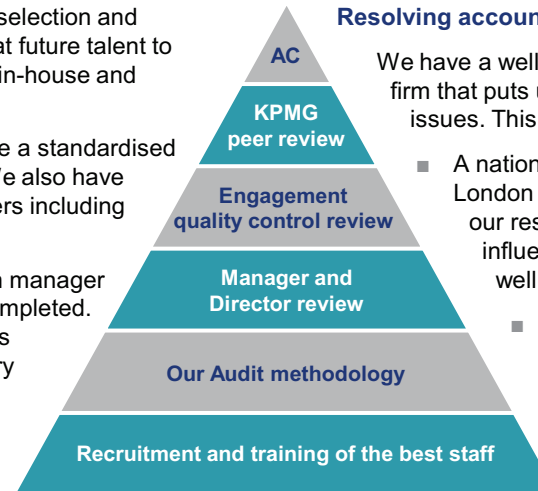 selection and
at future talent to
in-house and
e a standardised
We also have
ers including
n manager
mpleted.
s
ry
AC
KPMG
peer review
Engagement
quality control review
Manager and
Director review
Our Audit methodology
Recruitment and training of the best staff
Resolving accoun
We have a well
firm that puts u
issues. This
■ A nation
London
our res
influe
well
■